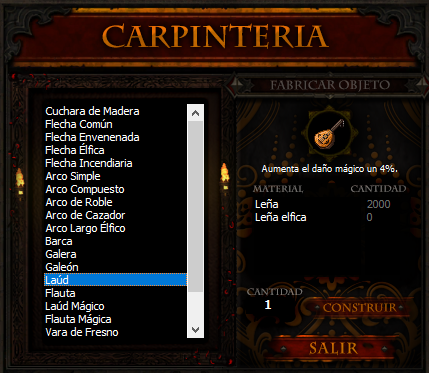 CARPINTERIA
Cuchara de Madera
Flecha Común
Flecha Envenenada
Flecha Élfica
Flecha Incendiaria
Arco Simple
Arco Compuesto
Arco de Roble
Arco de Cazador
Arco Largo Élfico
Barca
Galera
Galeón
Laúd
Flauta
Laúd Mágico
Flauta Mágica
Vara de Fresno
FABRICAR OBJETO
Aumenta el daño mágico un 4%.
MATERIAL CANTIDAD
Leña 2000
Leña elfica 0
CANTIDAD
1
CONSTRUIR
SALIR